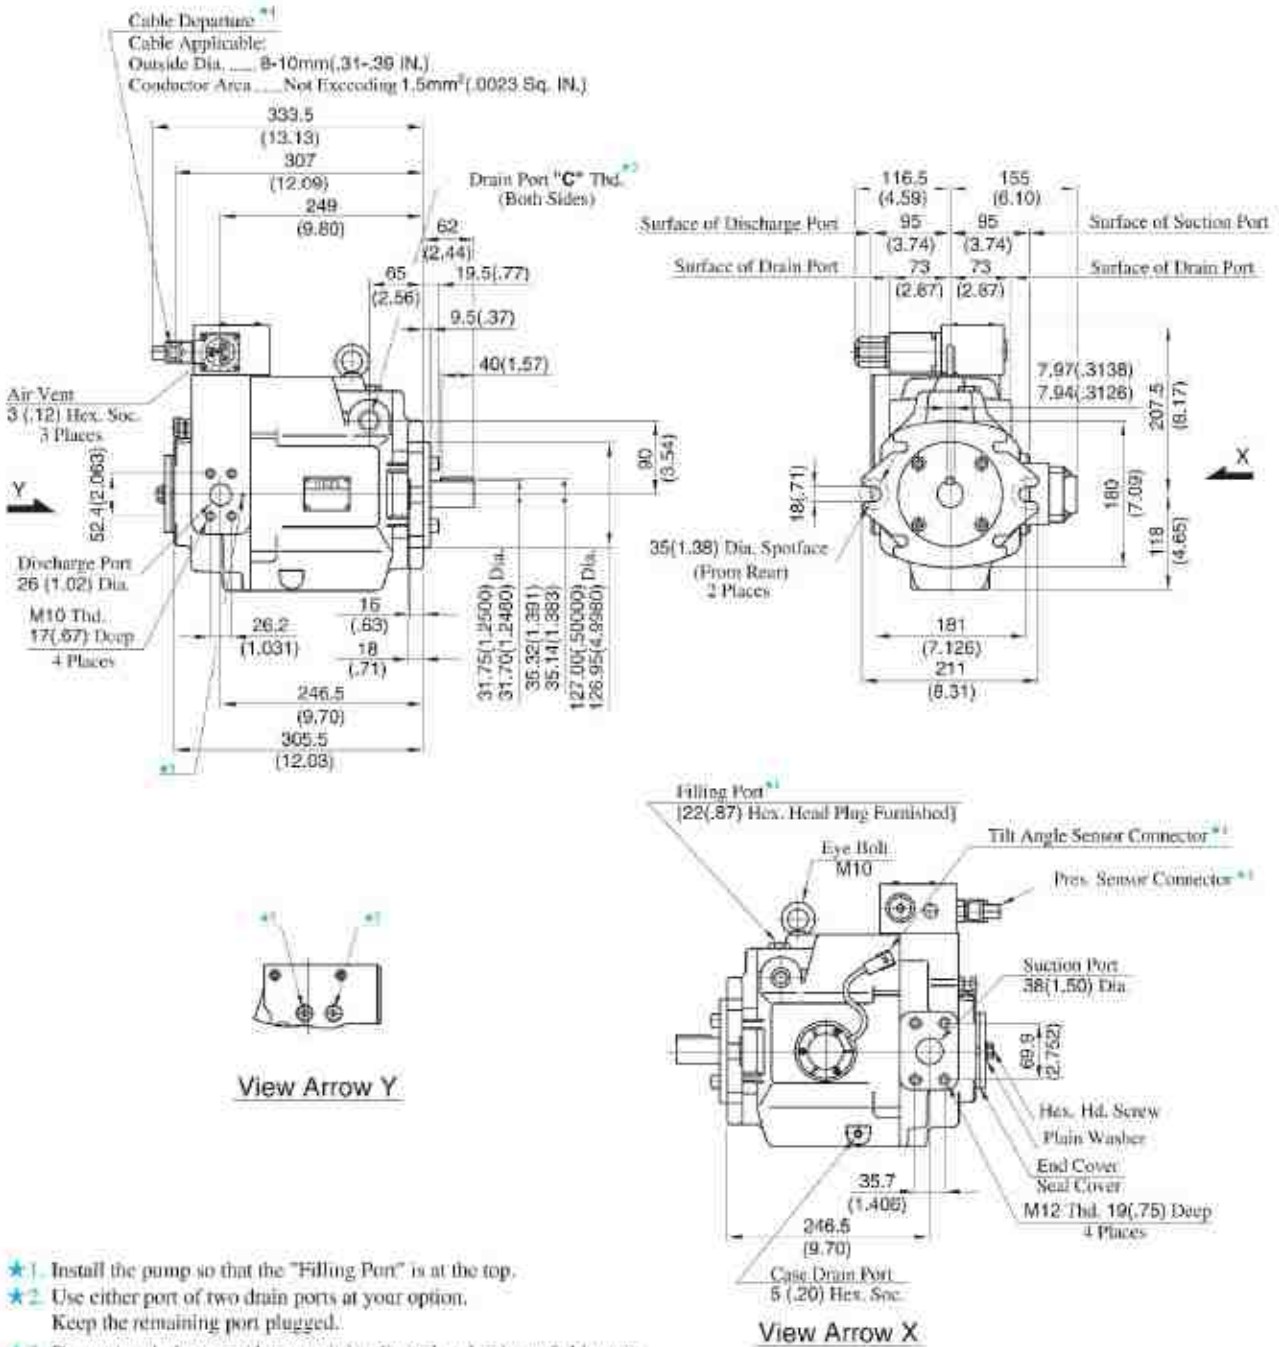 Cable Departure *4
Cable Applicable:
Outside Dia. ..... 8-10mm(.31-.39 IN.)
Conductor Area ..... Not Exceeding 1.5mm²(.0023 Sq. IN.)
333.5
(13.13)
307
(12.09)
249
(9.80)
Drain Port "C" Thd. *2
(Both Sides)
62
(2.44)
65
(2.56)
19.5(.77)
9.5(.37)
40(1.57)
Air Vent
3 (.12) Hex. Soc.
3 Places
52.4(2.063)
Y
90
(3.54)
Discharge Port
26 (1.02) Dia.
M10 Thd.
17(.67) Deep
4 Places
26.2
(1.031)
16
(.63)
18
(.71)
246.5
(9.70)
305.5
(12.03)
31.75(1.2500) Dia.
31.70(1.2480)
35.32(1.391)
35.14(1.383)
127.00(.50000) Dia.
126.95(4.9980)
116.5
(4.59)
155
(6.10)
Surface of Discharge Port
95
(3.74)
95
(3.74)
Surface of Suction Port
Surface of Drain Port
73
(2.87)
73
(2.87)
Surface of Drain Port
7.97(.3138)
7.94(.3126)
207.5
(8.17)
X
18(.71)
180
(7.09)
118
(4.65)
35(1.38) Dia. Spotface
(From Rear)
2 Places
181
(7.126)
211
(8.31)
View Arrow Y
Filling Port *1
[22(.87) Hex. Head Plug Furnished]
Eye Bolt
M10
Tilt Angle Sensor Connector
Pres. Sensor Connector
Suction Port
38(1.50) Dia
69.9
(2.752)
Hex. Hd. Screw
Plain Washer
End Cover
Seal Cover
M12 Thd. 19(.75) Deep
4 Places
35.7
(1.406)
246.5
(9.70)
Case Drain Port
5 (.20) Hex. Soc.
View Arrow X
★1. Install the pump so that the "Filling Port" is at the top.
★2. Use either port of two drain ports at your option.
Keep the remaining port plugged.